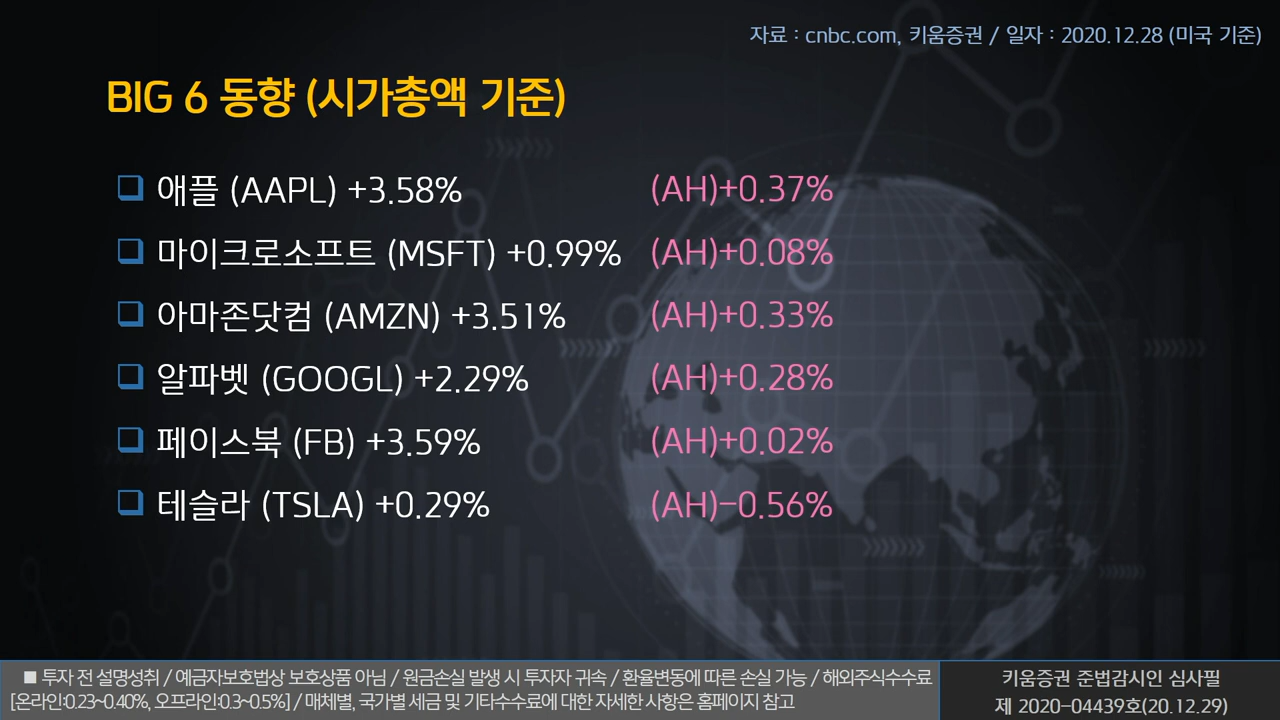 자료 : cnbc.com, 키움증권 / 일자 : 2020.12.28 (미국 기준)
BIG 6 동향 (시가총액 기준)
애플 (AAPL) +3.58% (AH)+0.37%
마이크로소프트 (MSFT) +0.99% (AH)+0.08%
아마존닷컴 (AMZN) +3.51% (AH)+0.33%
알파벳 (GOOGL) +2.29% (AH)+0.28%
페이스북 (FB) +3.59% (AH)+0.02%
테슬라 (TSLA) +0.29% (AH)-0.56%
■ 투자 전 설명성취 / 예금자보호법상 보호상품 아님 / 원금손실 발생 시 투자자 귀속 / 환율변동에 따른 손실 가능 / 해외주식수수료
[온라인:0.23~0.40%, 오프라인:0.3~0.5%] / 매체별, 국가별 세금 및 기타수수료에 대한 자세한 사항은 홈페이지 참고
키움증권 준법감시인 심사필
제 2020-04439호(20.12.29)